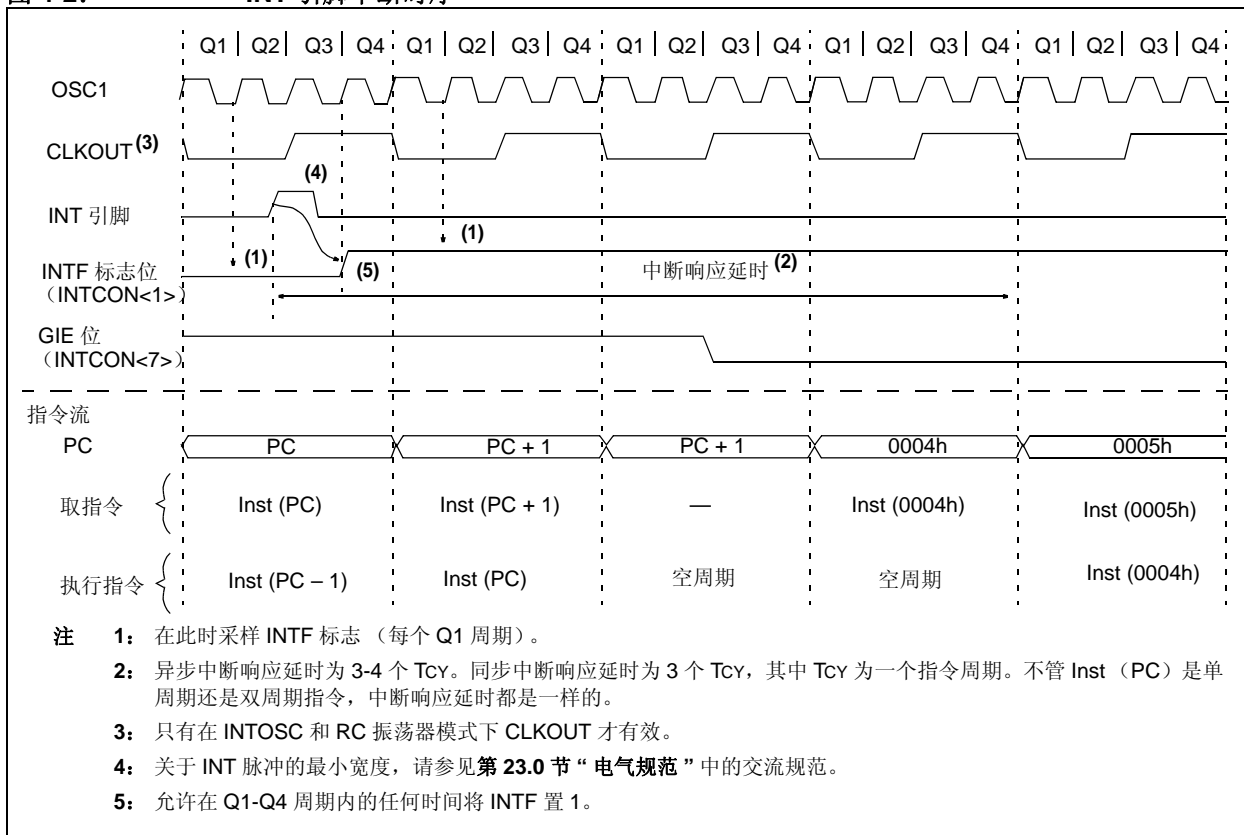 Q1 Q2 Q3 Q4 Q1 Q2 Q3 Q4 Q1 Q2 Q3 Q4 Q1 Q2 Q3 Q4 Q1 Q2 Q3 Q4
OSC1
CLKOUT (3)
(4)
INT 引脚
(1)
(1)
(5)
INTF 标志位
（INTCON<1>）
中断响应延时 (2)
GIE 位
（INTCON<7>）
指令流
PC PC PC + 1 PC + 1 0004h 0005h
取指令 Inst (PC) Inst (PC + 1) — Inst (0004h) Inst (0005h)
执行指令 Inst (PC – 1) Inst (PC) 空周期 空周期 Inst (0004h)
注 1： 在此时采样 INTF 标志 （每个 Q1 周期）。
2： 异步中断响应延时为 3-4 个 TCY。同步中断响应延时为 3 个 TCY，其中 TCY 为一个指令周期。不管 Inst （PC）是单
周期还是双周期指令，中断响应延时都是一样的。
3： 只有在 INTOSC 和 RC 振荡器模式下 CLKOUT 才有效。
4： 关于 INT 脉冲的最小宽度，请参见第 23.0 节 “ 电气规范 ” 中的交流规范。
5： 允许在 Q1-Q4 周期内的任何时间将 INTF 置 1。